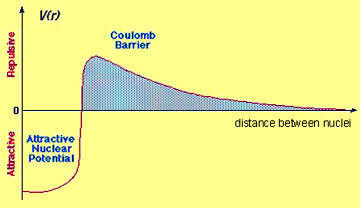 V(r)
Repulsive
Coulomb
Barrier
0
distance between nuclei
Attractive
Attractive
Nuclear
Potential